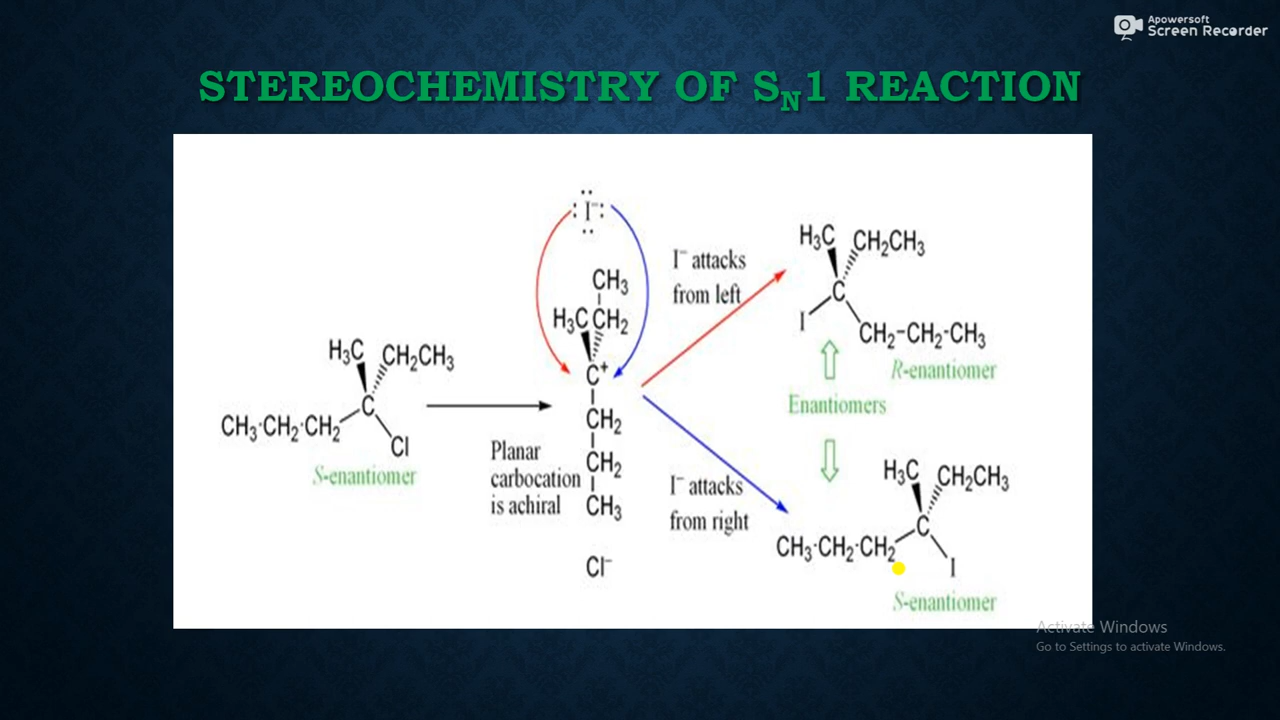 Apowersoft
Screen Recorder
STEREOCHEMISTRY OF SN1 REACTION
:I⁻:
CH3
H3C CH2
C+
CH2
CH2
CH3
Cl⁻
H3C CH2CH3
C
CH3·CH2·CH2
Cl
S-enantiomer
Planar
carbocation
is achiral
I⁻ attacks
from left
I⁻ attacks
from right
H3C CH2CH3
C
I
CH2-CH2-CH3
R-enantiomer
Enantiomers
H3C CH2CH3
C
CH3·CH2·CH2
I
S-enantiomer
Activate Windows
Go to Settings to activate Windows.